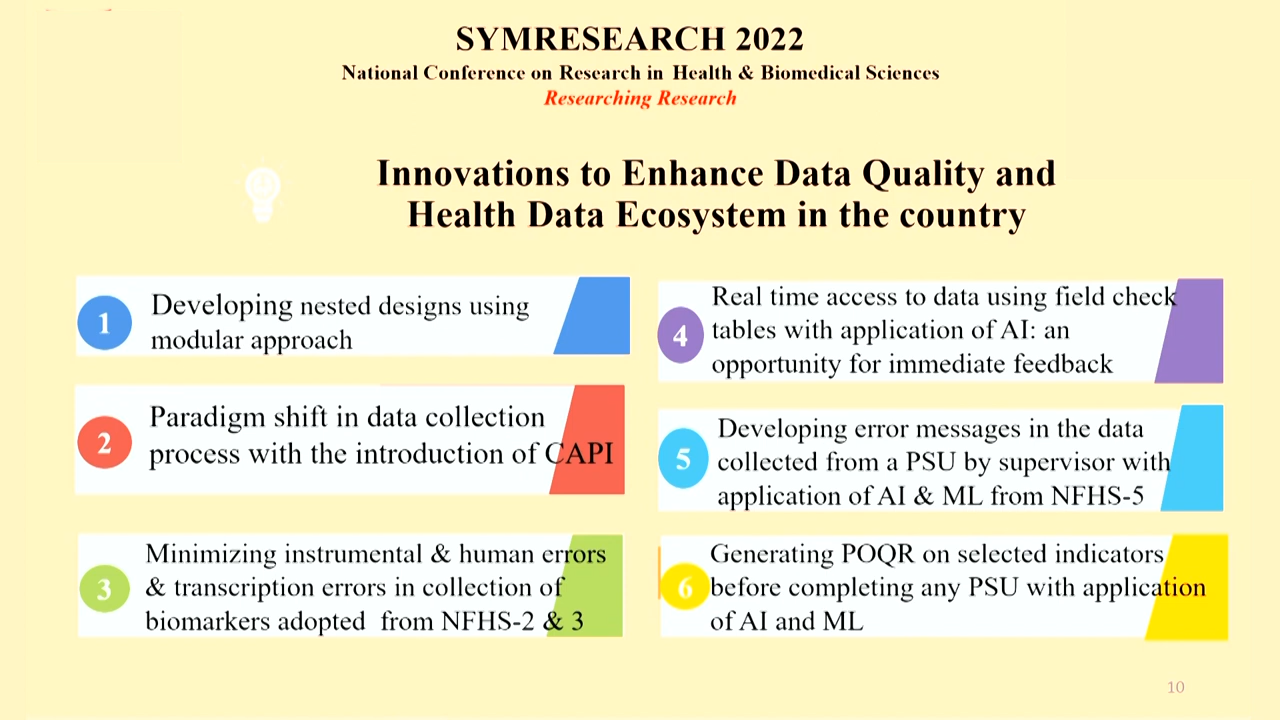 SYMRESEARCH 2022
National Conference on Research in Health & Biomedical Sciences
Researching Research
Innovations to Enhance Data Quality and
Health Data Ecosystem in the country
1
Developing nested designs using
modular approach
2
Paradigm shift in data collection
process with the introduction of CAPI
3
Minimizing instrumental & human errors
& transcription errors in collection of
biomarkers adopted from NFHS-2 & 3
4
Real time access to data using field check
tables with application of AI: an
opportunity for immediate feedback
5
Developing error messages in the data
collected from a PSU by supervisor with
application of AI & ML from NFHS-5
6
Generating POQR on selected indicators
before completing any PSU with application
of AI and ML
10